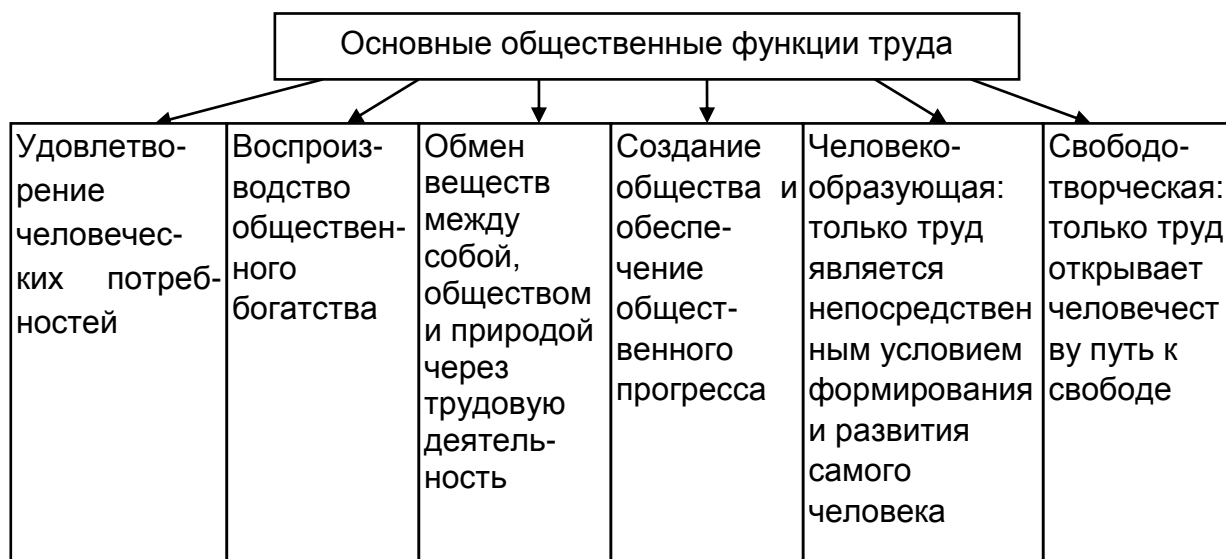 Основные общественные функции труда
Удовлетво-
рение
человечес-
ких потреб-
ностей
Воспроиз-
водство
обществен-
ного
богатства
Обмен
веществ
между
собой,
обществом
и природой
через
трудовую
деятель-
ность
Создание
общества и
обеспе-
чение
общест-
венного
прогресса
Человеко-
образующая:
только труд
является
непосредствен
ным условием
формирования
и развития
самого
человека
Свободо-
творческая:
только труд
открывает
человечест
ву путь к
свободе